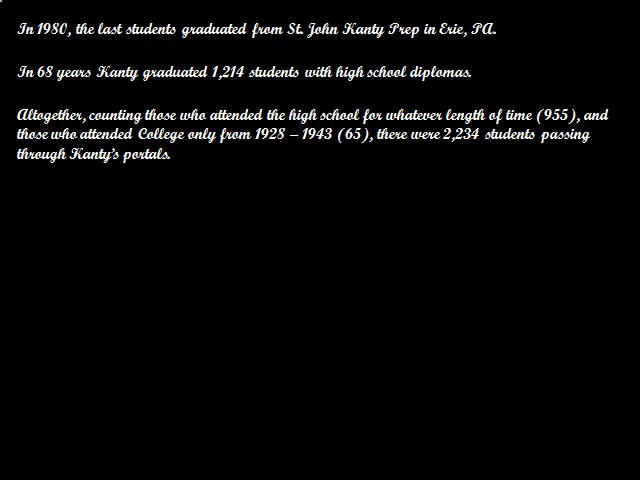 In 1980, the last students graduated from St. John Kanty Prep in Erie, PA.
In 68 years Kanty graduated 1,214 students with high school diplomas.
Altogether, counting those who attended the high school for whatever length of time (955), and
those who attended College only from 1928 – 1943 (65), there were 2,234 students passing
through Kanty's portals.